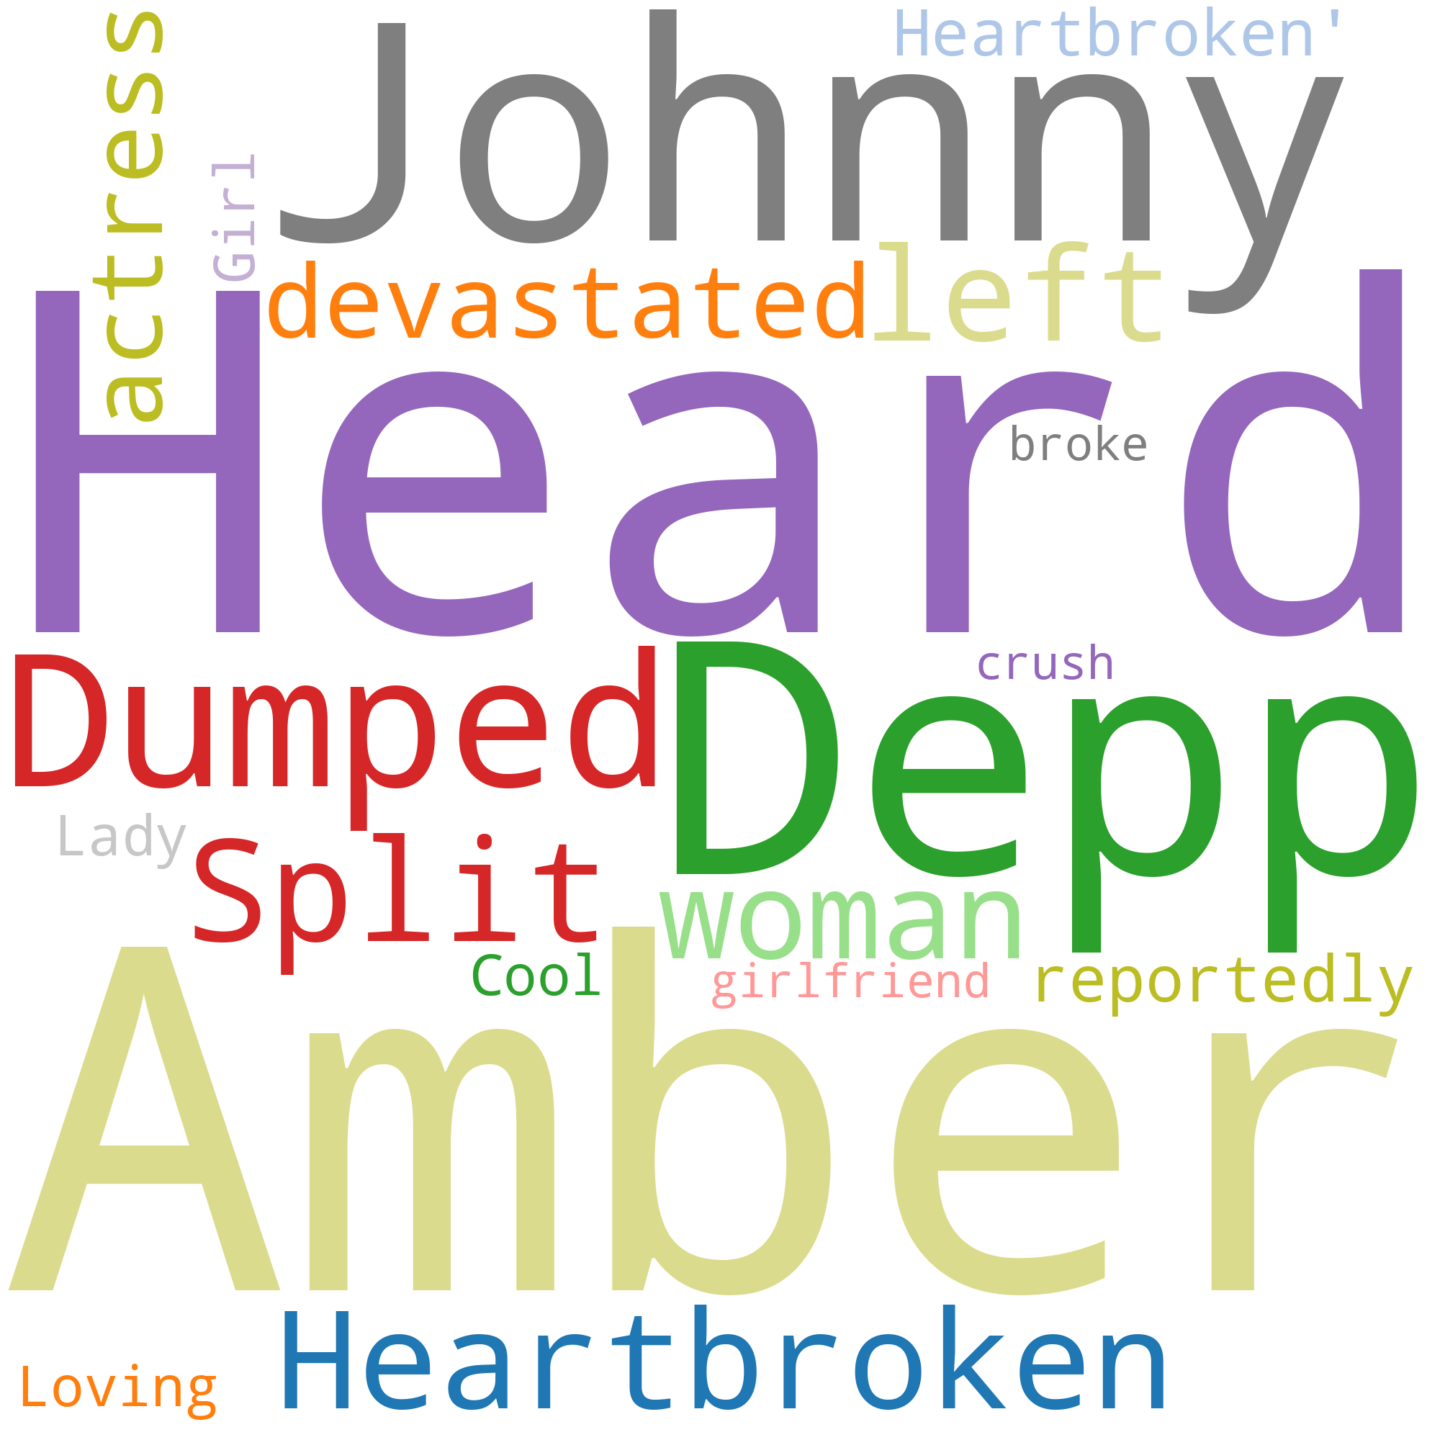 Heartbroken'
Johnny
actress
Girl
devastated
left
Heard
broke
Dumped
crush
Depp
Lady
Split
woman
Cool
girlfriend
reportedly
Amber
Heartbroken
Loving